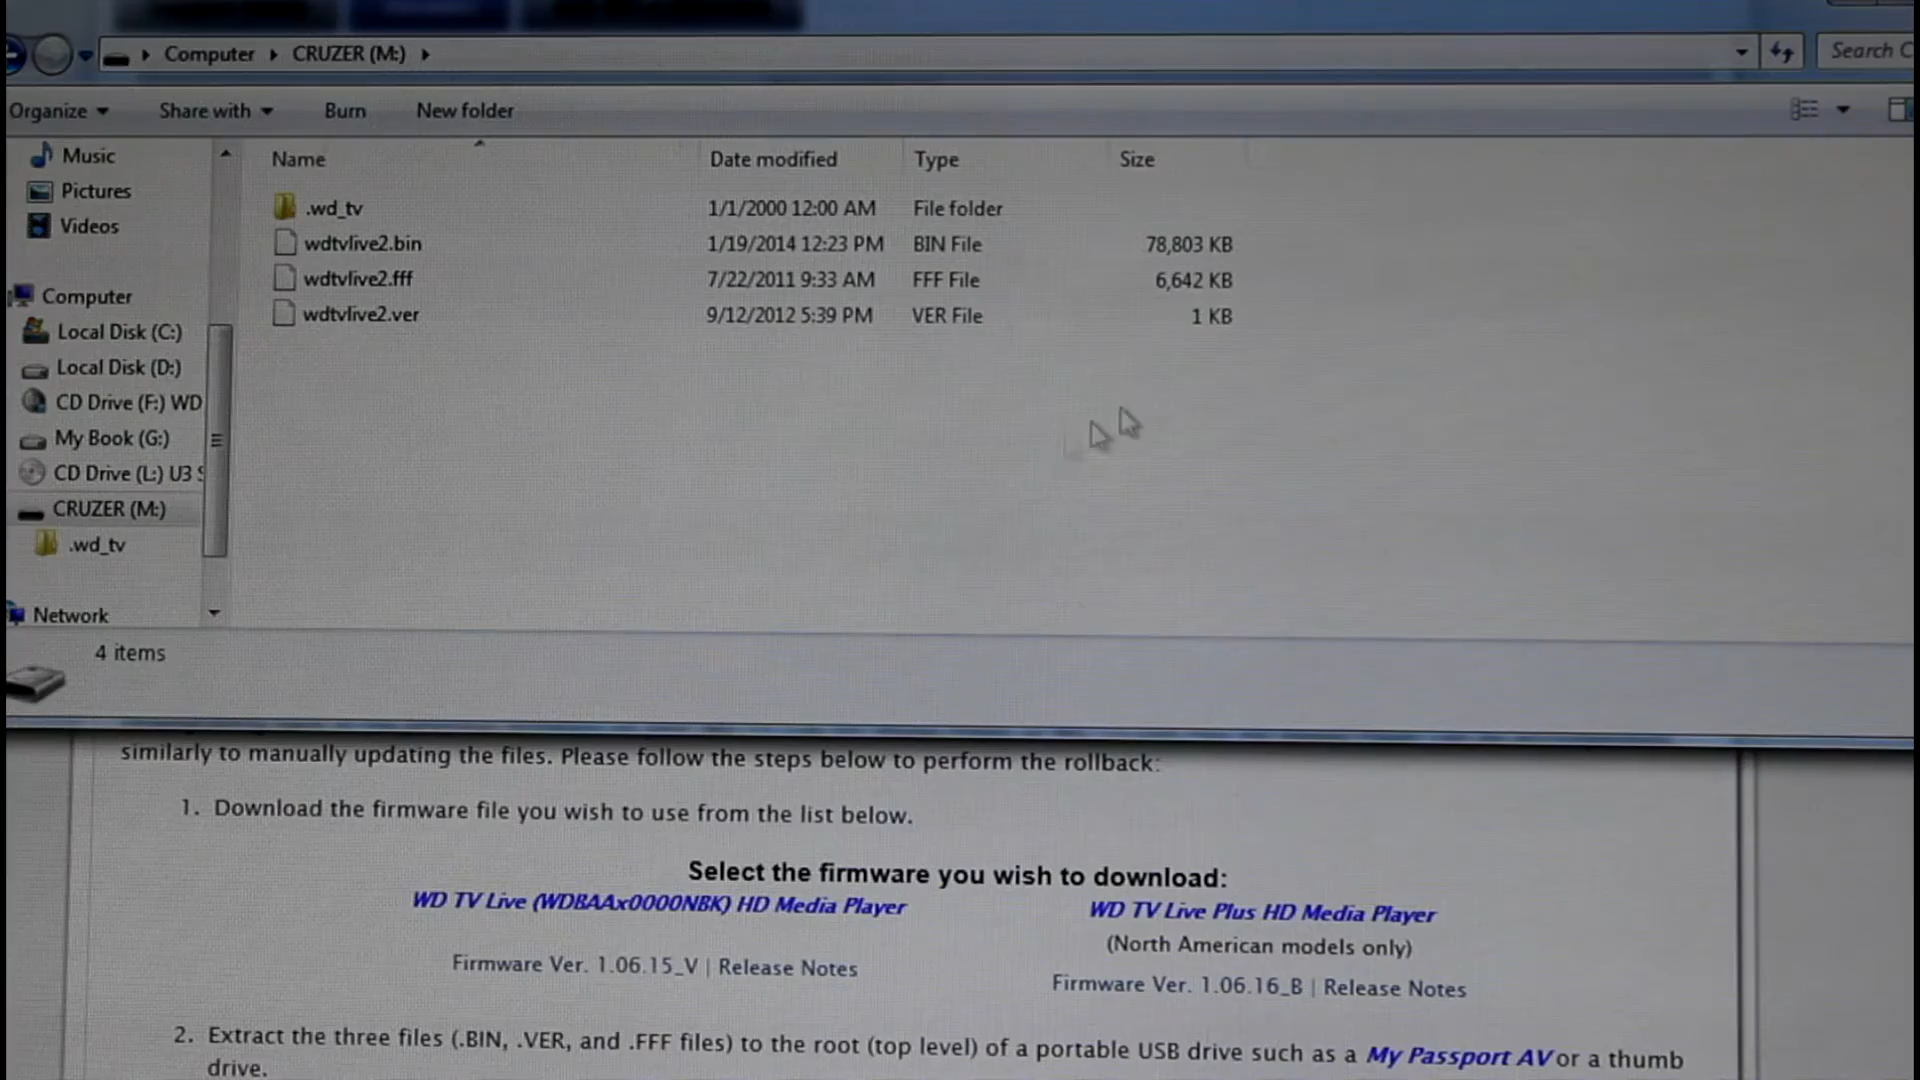 Computer CRUZER (M:)
Search C
Organize Share with Burn New folder
Music
Pictures
Videos
Computer
Local Disk (C:)
Local Disk (D:)
CD Drive (F:) WD
My Book (G:)
CD Drive (L:) U3 S
CRUZER (M:)
.wd_tv
Network
Name Date modified Type Size
.wd_tv 1/1/2000 12:00 AM File folder
wdtvlive2.bin 1/19/2014 12:23 PM BIN File 78,803 KB
wdtvlive2.fff 7/22/2011 9:33 AM FFF File 6,642 KB
wdtvlive2.ver 9/12/2012 5:39 PM VER File 1 KB
4 items
similarly to manually updating the files. Please follow the steps below to perform the rollback:
1. Download the firmware file you wish to use from the list below.
Select the firmware you wish to download:
WD TV Live (WDBAAx0000NBK) HD Media Player
Firmware Ver. 1.06.15_V | Release Notes
WD TV Live Plus HD Media Player
(North American models only)
Firmware Ver. 1.06.16_B | Release Notes
2. Extract the three files (.BIN, .VER, and .FFF files) to the root (top level) of a portable USB drive such as a My Passport AV or a thumb
drive.